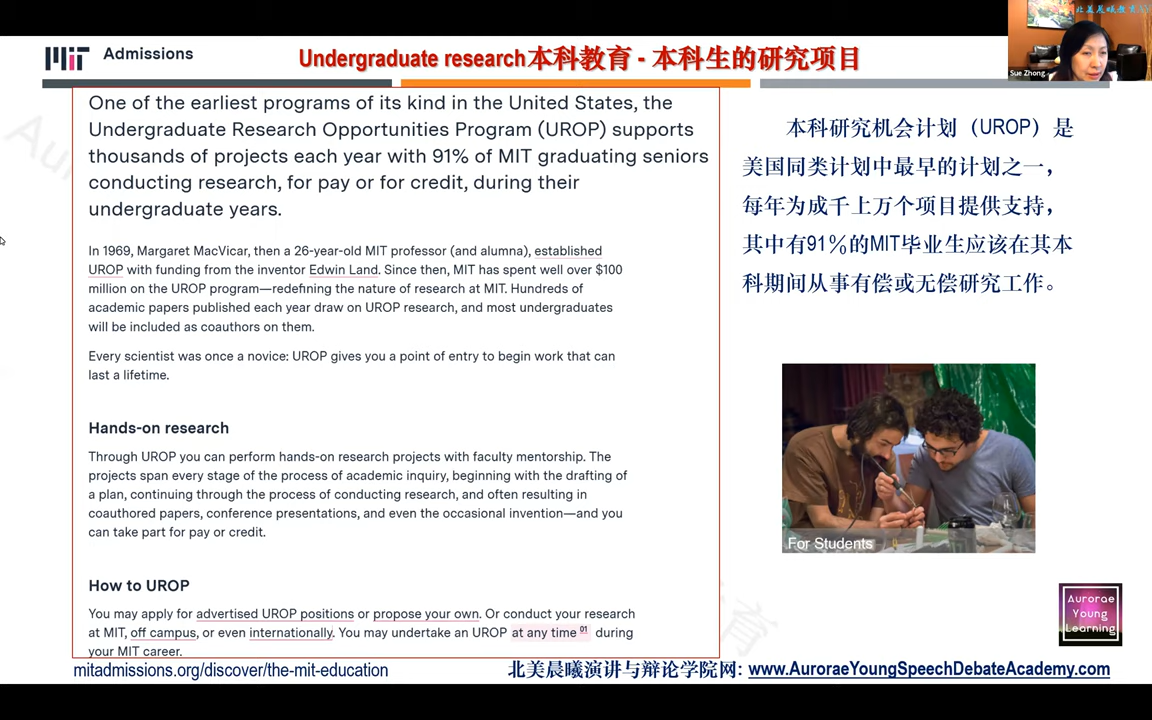 北美晨曦教育
Sue Zhong
MIT Admissions
Undergraduate research本科教育 - 本科生的研究项目
One of the earliest programs of its kind in the United States, the
Undergraduate Research Opportunities Program (UROP) supports
thousands of projects each year with 91% of MIT graduating seniors
conducting research, for pay or for credit, during their
undergraduate years.
In 1969, Margaret MacVicar, then a 26-year-old MIT professor (and alumna), established
UROP with funding from the inventor Edwin Land. Since then, MIT has spent well over $100
million on the UROP program—redefining the nature of research at MIT. Hundreds of
academic papers published each year draw on UROP research, and most undergraduates
will be included as coauthors on them.
Every scientist was once a novice: UROP gives you a point of entry to begin work that can
last a lifetime.
Hands-on research
Through UROP you can perform hands-on research projects with faculty mentorship. The
projects span every stage of the process of academic inquiry, beginning with the drafting of
a plan, continuing through the process of conducting research, and often resulting in
coauthored papers, conference presentations, and even the occasional invention—and you
can take part for pay or credit.
How to UROP
You may apply for advertised UROP positions or propose your own. Or conduct your research
at MIT, off campus, or even internationally. You may undertake an UROP at any time 01 during
your MIT career.
本科研究机会计划（UROP）是
美国同类计划中最早的计划之一，
每年为成千上万个项目提供支持，
其中有91％的MIT毕业生应该在其本
科期间从事有偿或无偿研究工作。
For Students
Aurorae
Young
Learning
mitadmissions.org/discover/the-mit-education
北美晨曦演讲与辩论学院网: www.AuroraeYoungSpeechDebateAcademy.com